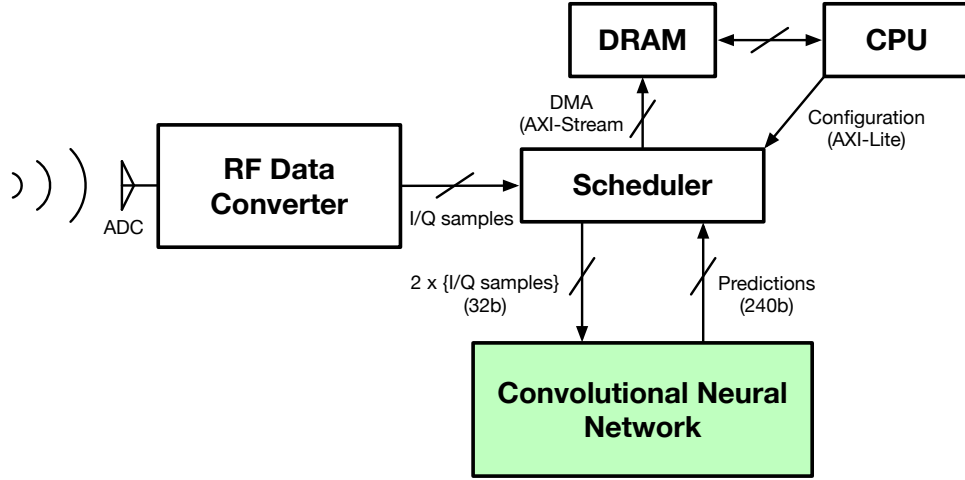 DRAM
CPU
DMA
(AXI-Stream
Configuration
(AXI-Lite)
RF Data
Converter
Scheduler
ADC
I/Q samples
2 x {I/Q samples}
(32b)
Predictions
(240b)
Convolutional Neural
Network